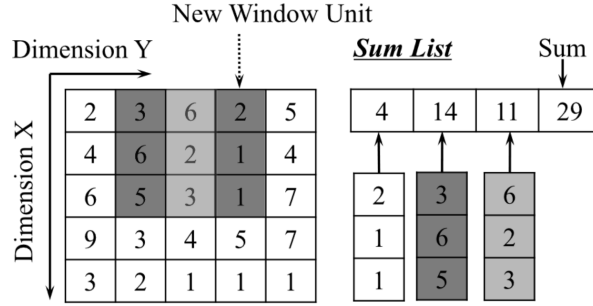 New Window Unit
Dimension Y
Sum List
Sum
Dimension X
2 3 6 2 5
4 6 2 1 4
6 5 3 1 7
9 3 4 5 7
3 2 1 1 1
4 14 11 29
2 3 6
1 6 2
1 5 3